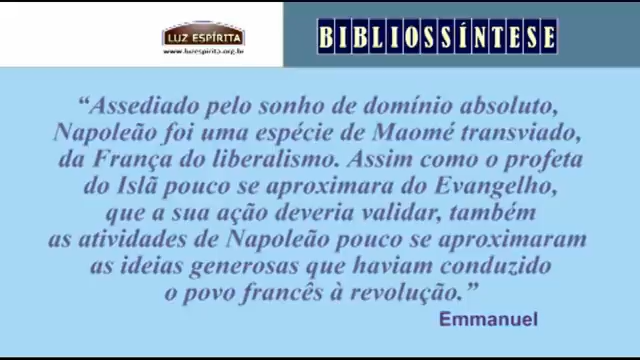 LUZ ESPÍRITA
www.luzespirita.org.br
BIBLIOSSÍNTESE
“Assediado pelo sonho de domínio absoluto,
Napoleão foi uma espécie de Maomé transviado,
da França do liberalismo. Assim como o profeta
do Islã pouco se aproximara do Evangelho,
que a sua ação deveria validar, também
as atividades de Napoleão pouco se aproximaram
as ideias generosas que haviam conduzido
o povo francês à revolução.”
Emmanuel